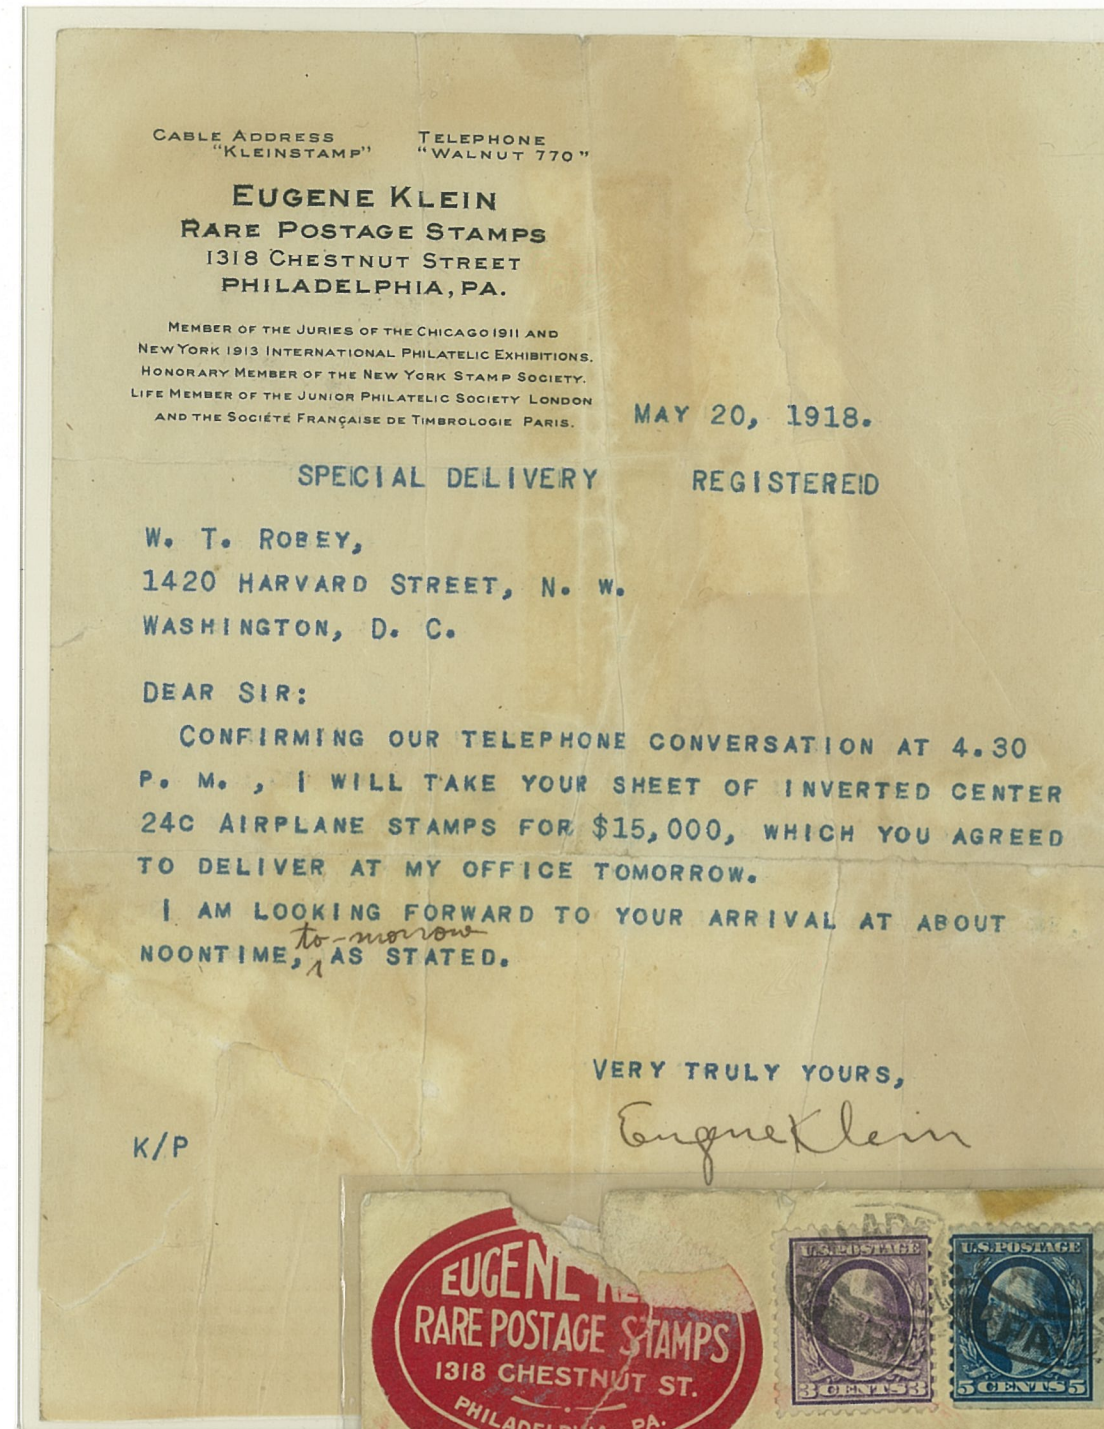 CABLE ADDRESS TELEPHONE
"KLEINSTAMP" "WALNUT 770"
EUGENE KLEIN
RARE POSTAGE STAMPS
1318 CHESTNUT STREET
PHILADELPHIA, PA.
MEMBER OF THE JURIES OF THE CHICAGO 1911 AND
NEW YORK 1913 INTERNATIONAL PHILATELIC EXHIBITIONS.
HONORARY MEMBER OF THE NEW YORK STAMP SOCIETY.
LIFE MEMBER OF THE JUNIOR PHILATELIC SOCIETY LONDON
AND THE SOCIÉTÉ FRANÇAISE DE TIMBROLOGIE PARIS.
MAY 20, 1918.
SPECIAL DELIVERY REGISTERED
W. T. ROBEY,
1420 HARVARD STREET, N. W.
WASHINGTON, D. C.
DEAR SIR:
CONFIRMING OUR TELEPHONE CONVERSATION AT 4.30
P. M. , I WILL TAKE YOUR SHEET OF INVERTED CENTER
24C AIRPLANE STAMPS FOR $15,000, WHICH YOU AGREED
TO DELIVER AT MY OFFICE TOMORROW.
I AM LOOKING FORWARD TO YOUR ARRIVAL AT ABOUT
to-morrow
NOONTIME, AS STATED.
VERY TRULY YOURS,
Eugene Klein
K/P
EUGENE
RARE POSTAGE STAMPS
1318 CHESTNUT ST.
PHILADELPHIA PA.
U.S. POSTAGE
3 CENTS 3
U.S. POSTAGE
5 CENTS 5
PA